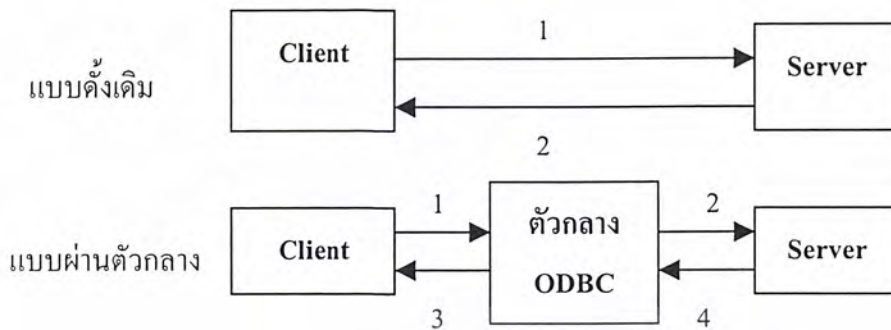 แบบดั้งเดิม
Client
1
Server
2
แบบผ่านตัวกลาง
Client
1
ตัวกลาง
ODBC
2
Server
3
4